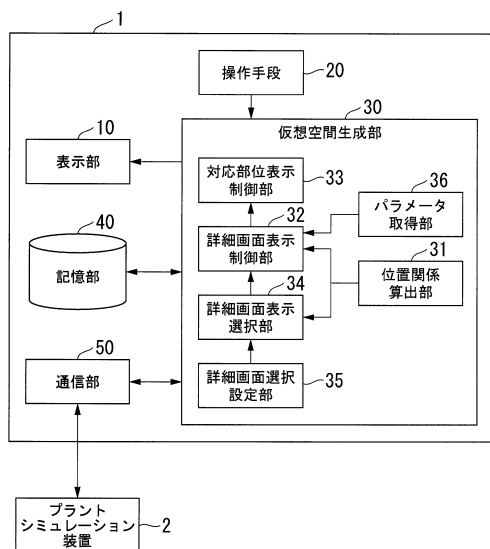 1
操作手段
20
30
仮想空間生成部
10
表示部
対応部位表示
制御部
33
36
パラメータ
取得部
32
詳細画面表示
制御部
40
記憶部
31
位置関係
算出部
34
詳細画面表示
選択部
50
通信部
詳細画面選択
設定部
35
プラント
シミュレーション
装置
2